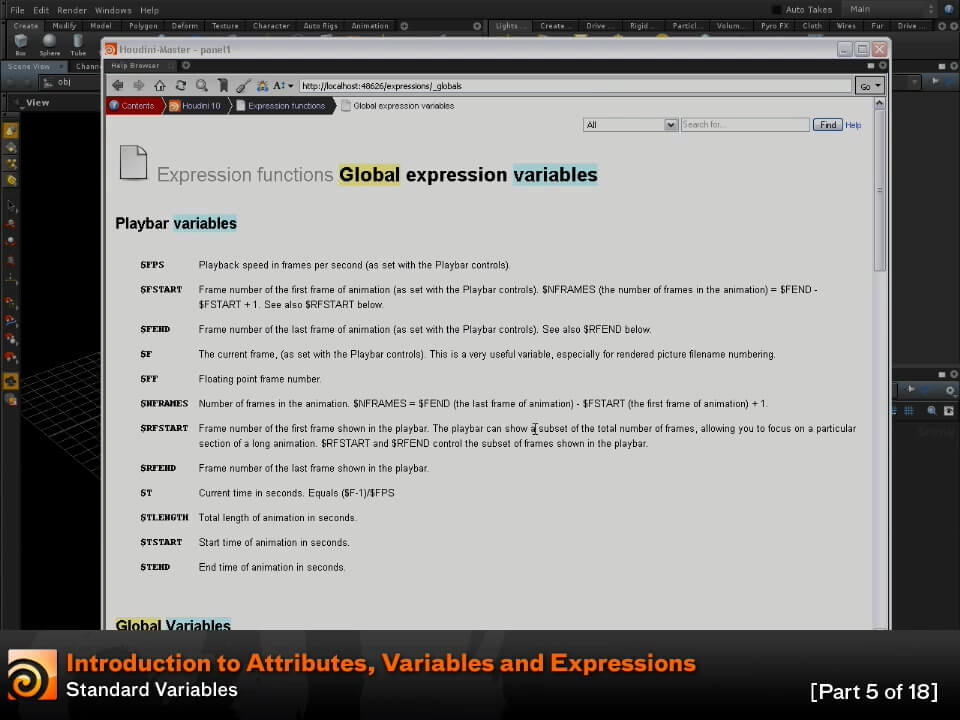 File Edit Render Windows Help
Auto Takes Main
Create Modify Model Polygon Deform Texture Character Auto Rigs Animation Lights... Create... Drive ... Rigid ... Particl... Volum... Pyro FX Cloth Wires Fur Drive ...
Box Sphere Tube
Houdini-Master - panel1
Scene View Chann
Help Browser
obj
http://localhost:48626/expressions/_globals
Go
View
Contents Houdini 10 Expression functions Global expression variables
All Search for... Find Help
Expression functions Global expression variables
Playbar variables
$FPS Playback speed in frames per second (as set with the Playbar controls).
$FSTART Frame number of the first frame of animation (as set with the Playbar controls). $NFRAMES (the number of frames in the animation) = $FEND -
$FSTART + 1. See also $RFSTART below.
$FEND Frame number of the last frame of animation (as set with the Playbar controls). See also $RFEND below.
$F The current frame, (as set with the Playbar controls). This is a very useful variable, especially for rendered picture filename numbering.
$FF Floating point frame number.
$NFRAMES Number of frames in the animation. $NFRAMES = $FEND (the last frame of animation) - $FSTART (the first frame of animation) + 1.
$RFSTART Frame number of the first frame shown in the playbar. The playbar can show a subset of the total number of frames, allowing you to focus on a particular
section of a long animation. $RFSTART and $RFEND control the subset of frames shown in the playbar.
$RFEND Frame number of the last frame shown in the playbar.
$T Current time in seconds. Equals ($F-1)/$FPS
$TLENGTH Total length of animation in seconds.
$TSTART Start time of animation in seconds.
$TEND End time of animation in seconds.
Global Variables
Introduction to Attributes, Variables and Expressions
Standard Variables
[Part 5 of 18]